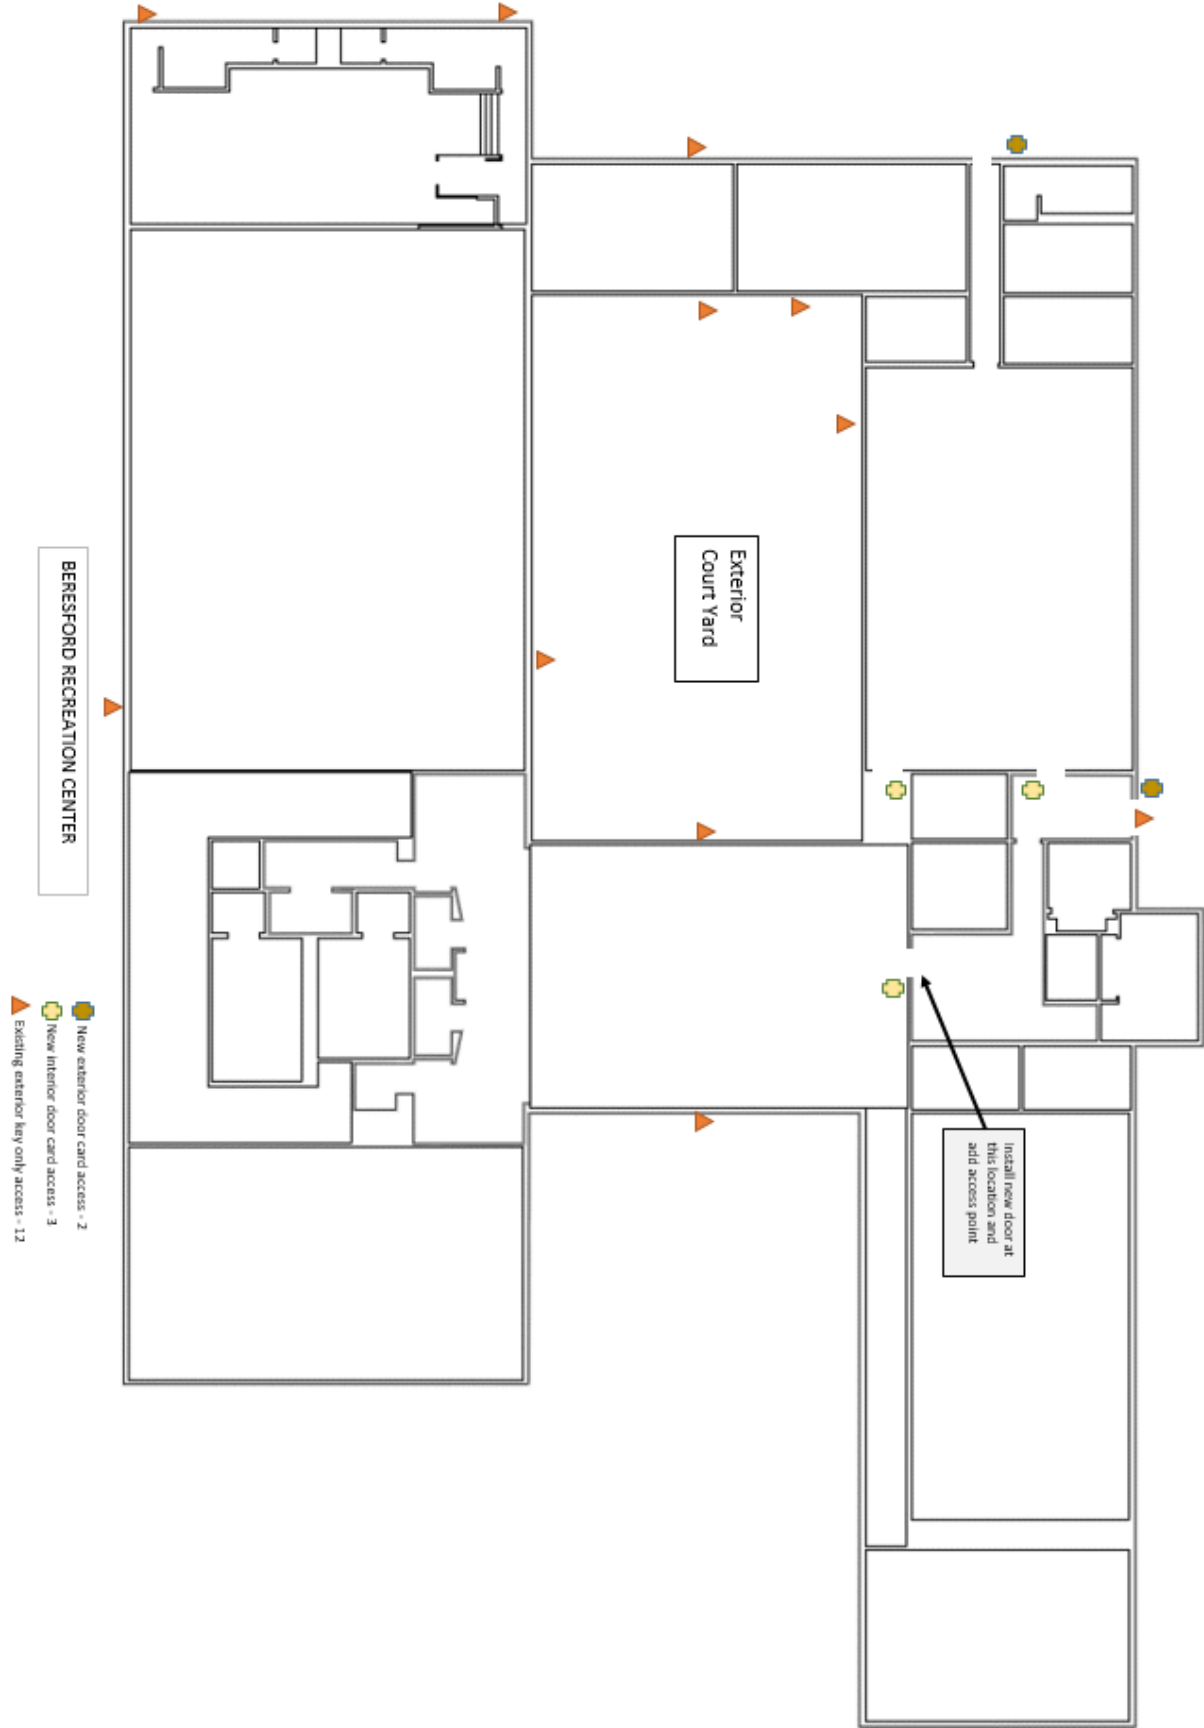 Exterior
Court Yard
Install new door at
this location and
add access point
BERESFORD RECREATION CENTER
New exterior door card access - 2
New interior door card access - 3
Existing exterior key only access - 12